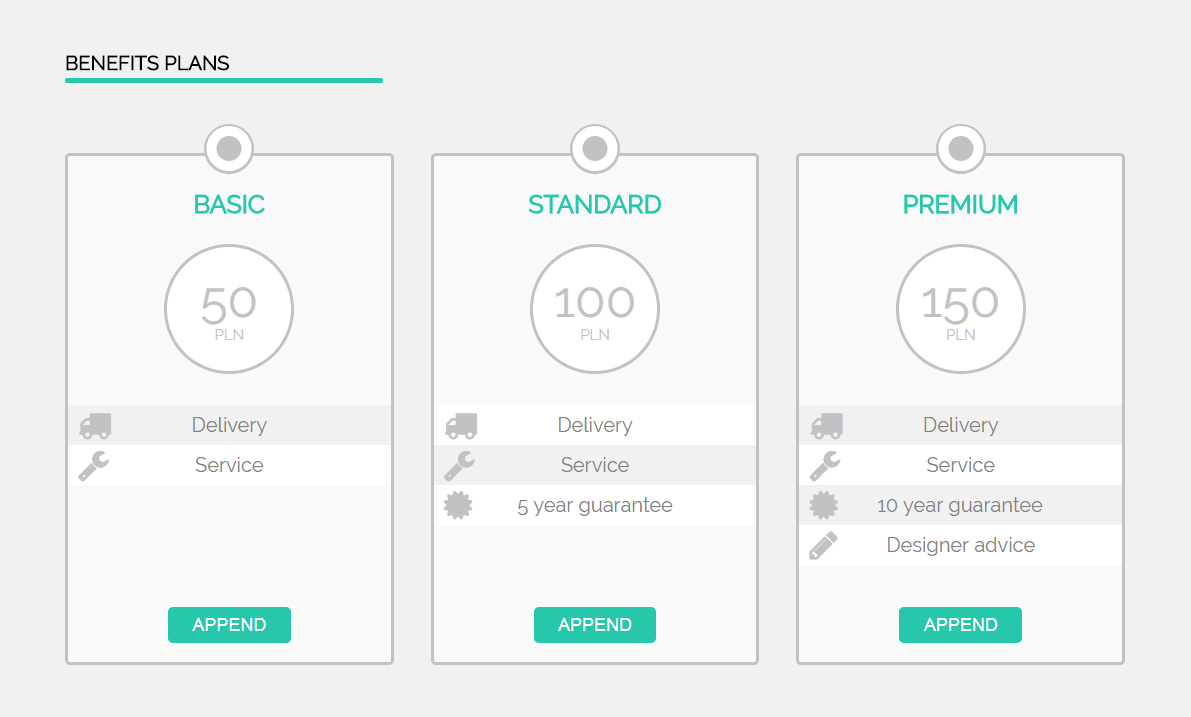 BENEFITS PLANS
BASIC
50
PLN
Delivery
Service
APPEND
STANDARD
100
PLN
Delivery
Service
5 year guarantee
APPEND
PREMIUM
150
PLN
Delivery
Service
10 year guarantee
Designer advice
APPEND